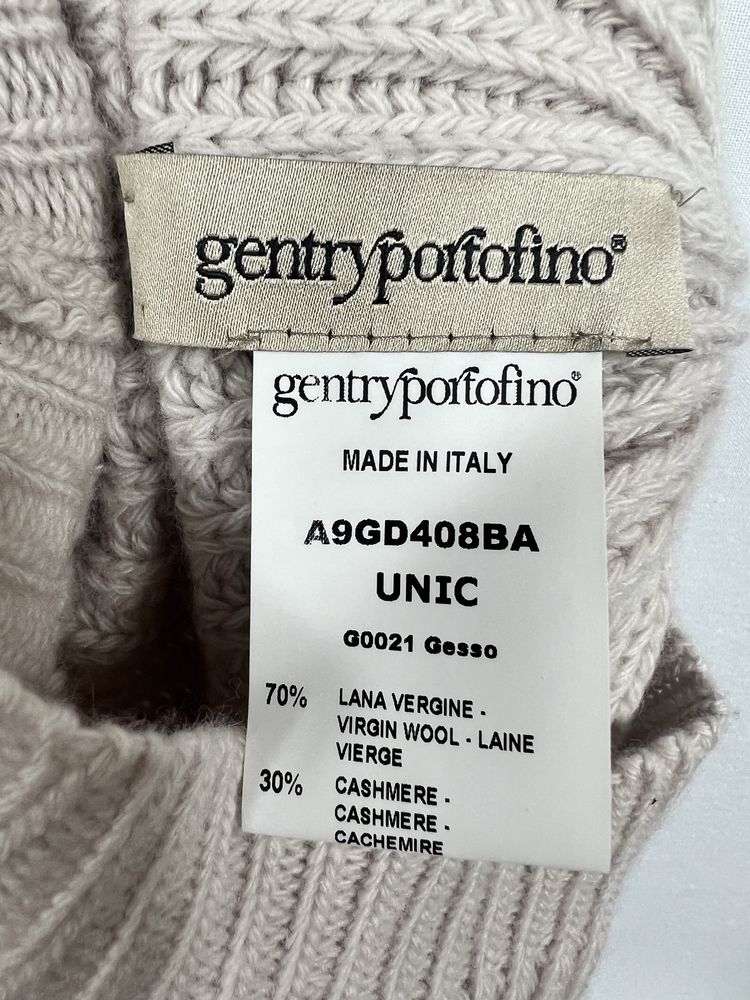 gentryportofino®
gentryportofino®
MADE IN ITALY
A9GD408BA
UNIC
G0021 Gesso
70% LANA VERGINE -
VIRGIN WOOL - LAINE
VIERGE
30% CASHMERE -
CASHMERE -
CACHEMIRE